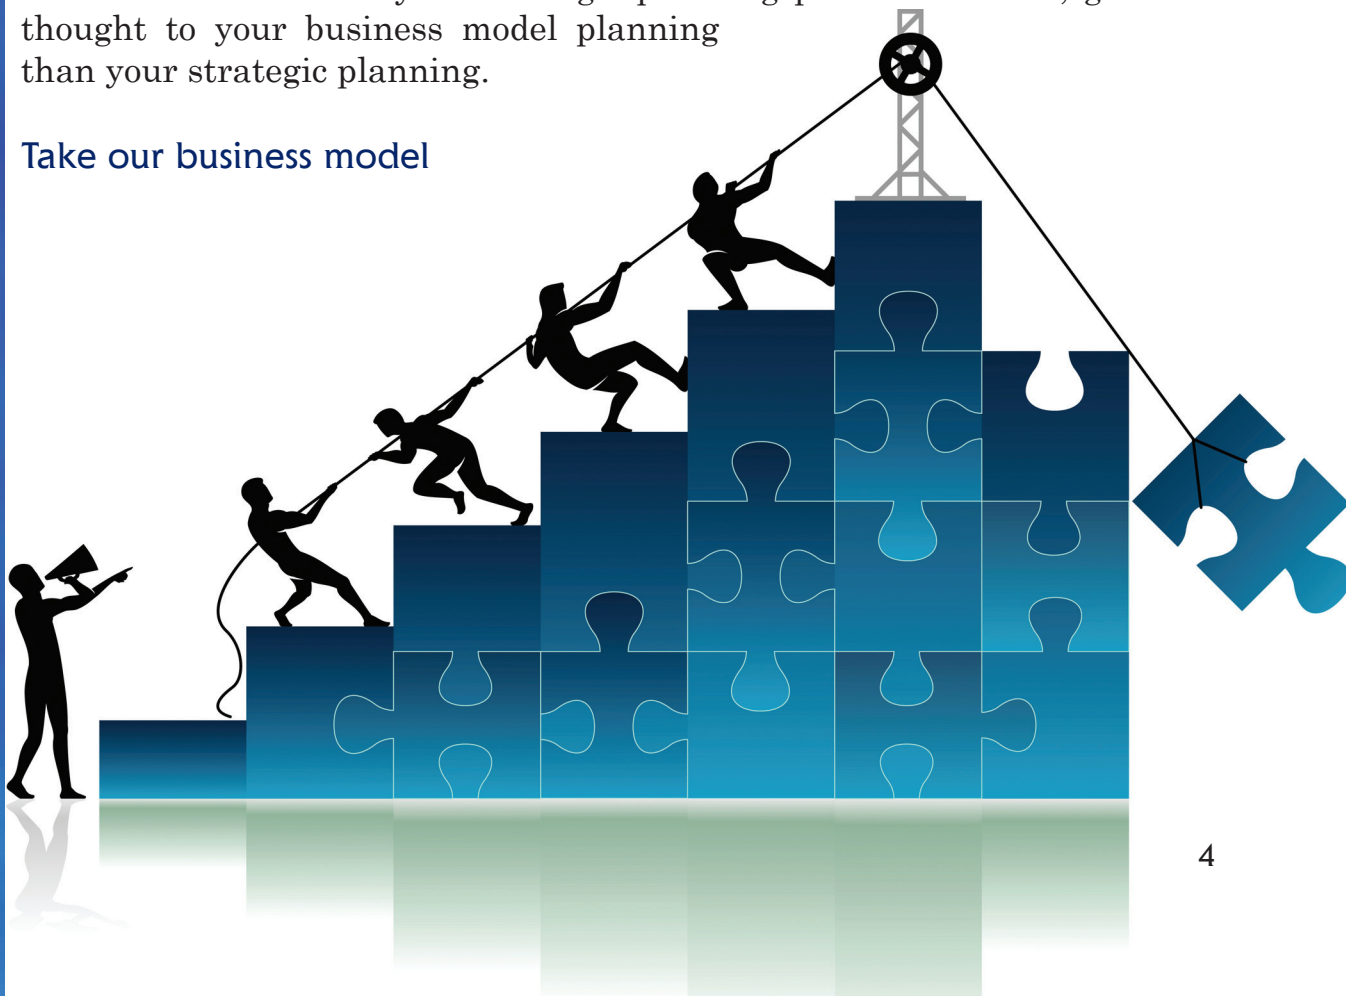 thought to your business model planning
than your strategic planning.
Take our business model
4